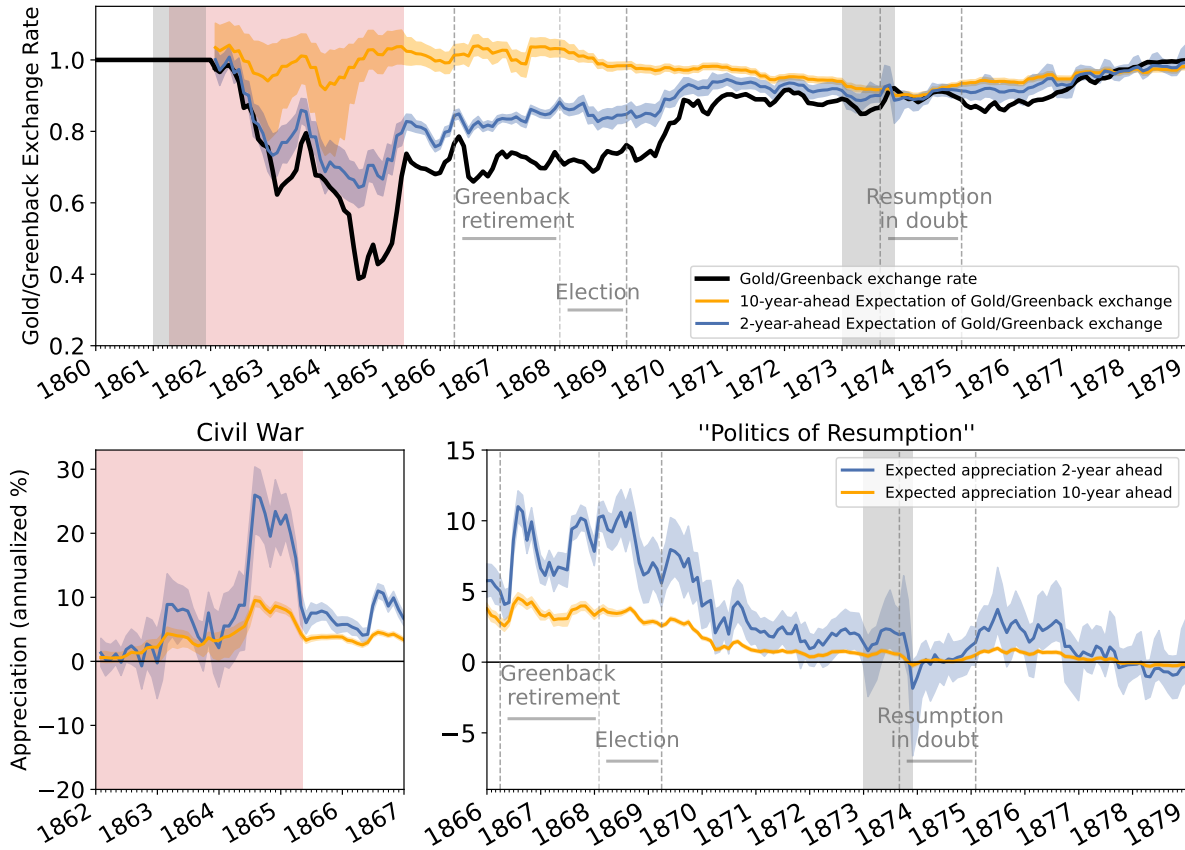 Gold/Greenback Exchange Rate
1.0
0.8
0.6
0.4
0.2
Greenback
retirement
Election
Resumption
in doubt
Gold/Greenback exchange rate
10-year-ahead Expectation of Gold/Greenback exchange
2-year-ahead Expectation of Gold/Greenback exchange
1860 1861 1862 1863 1864 1865 1866 1867 1868 1869 1870 1871 1872 1873 1874 1875 1876 1877 1878 1879
Civil War
Appreciation (annualized %)
30
20
10
0
−10
−20
1862 1863 1864 1865 1866 1867
''Politics of Resumption''
15
10
5
0
−5
Expected appreciation 2-year ahead
Expected appreciation 10-year ahead
Greenback
retirement
Election
Resumption
in doubt
1866 1867 1868 1869 1870 1871 1872 1873 1874 1875 1876 1877 1878 1879